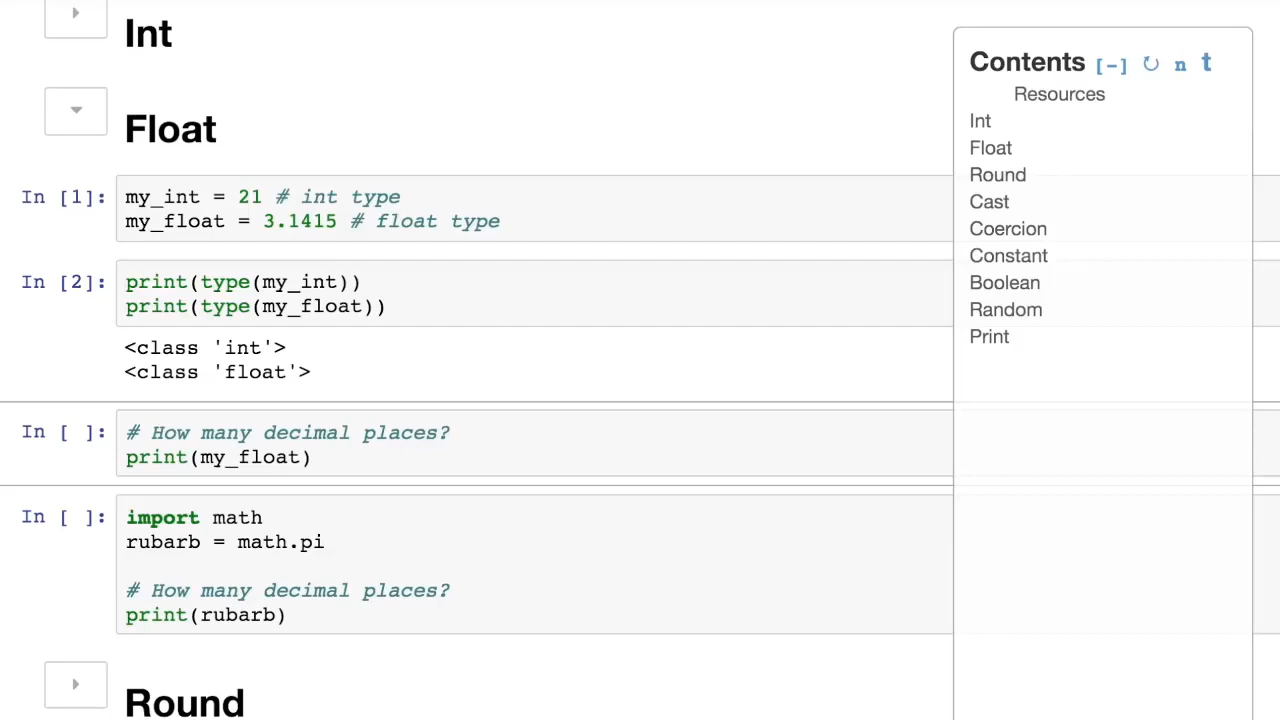 Int
Float
In [1]: my_int = 21 # int type
my_float = 3.1415 # float type
In [2]: print(type(my_int))
print(type(my_float))
<class 'int'>
<class 'float'>
In [ ]: # How many decimal places?
print(my_float)
In [ ]: import math
rubarb = math.pi
# How many decimal places?
print(rubarb)
Round
Contents [-] ↻ n t
Resources
Int
Float
Round
Cast
Coercion
Constant
Boolean
Random
Print